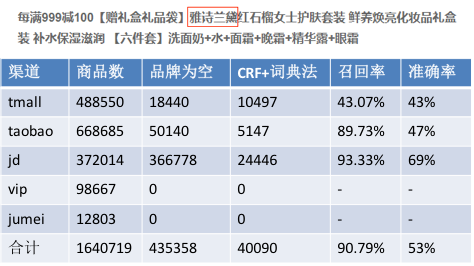 每满999减100【赠礼盒礼品袋】雅诗兰黛红石榴女士护肤套装 鲜养焕亮化妆品礼盒
装 补水保湿滋润 【六件套】洗面奶+水+面霜+晚霜+精华露+眼霜
渠道 商品数 品牌为空 CRF+词典法 召回率 准确率
tmall 488550 18440 10497 43.07% 43%
taobao 668685 50140 5147 89.73% 47%
jd 372014 366778 24446 93.33% 69%
vip 98667 0 0 - -
jumei 12803 0 0 - -
合计 1640719 435358 40090 90.79% 53%